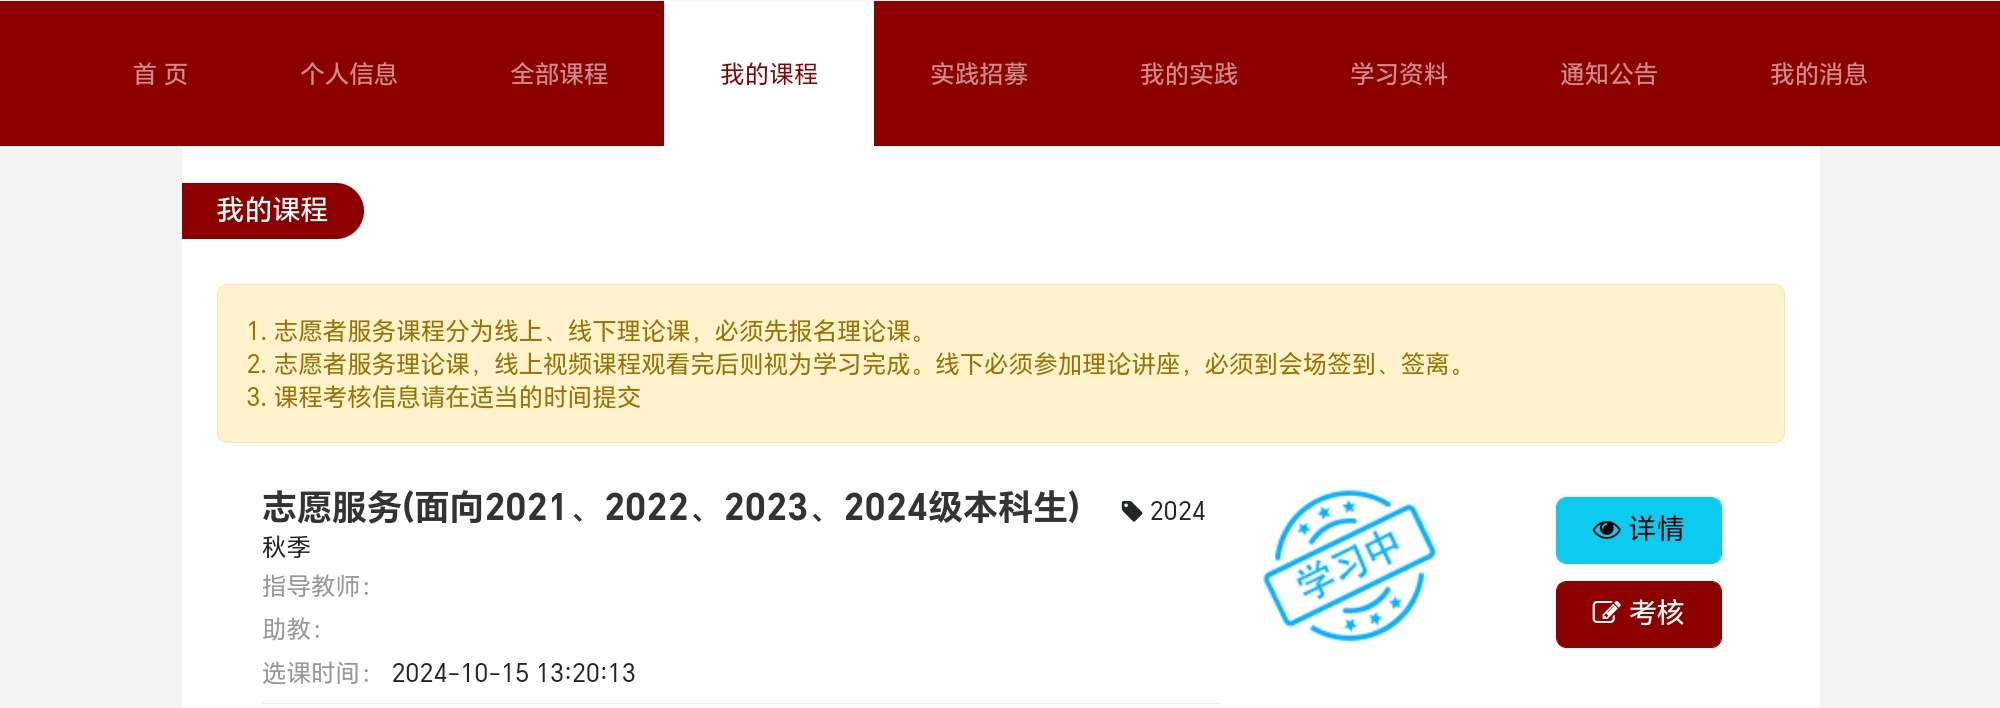 首 页 个人信息 全部课程 我的课程 实践招募 我的实践 学习资料 通知公告 我的消息
我的课程
1. 志愿者服务课程分为线上、线下理论课，必须先报名理论课。
2. 志愿者服务理论课，线上视频课程观看完后则视为学习完成。线下必须参加理论讲座，必须到会场签到、签离。
3. 课程考核信息请在适当的时间提交
志愿服务(面向2021、2022、2023、2024级本科生) 2024
秋季
指导教师：
助教：
选课时间： 2024-10-15 13:20:13
学习中
详情
考核